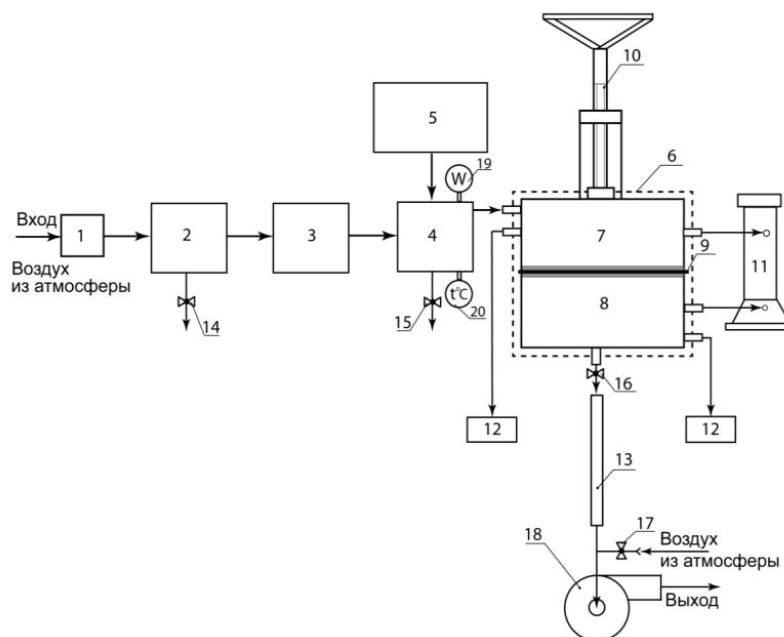 10
5
6
W
19
Вход
1
2
3
4
7
9
11
Воздух
из атмосферы
t°C
20
8
14
15
16
12
12
13
17
18
Воздух
из атмосферы
Выход